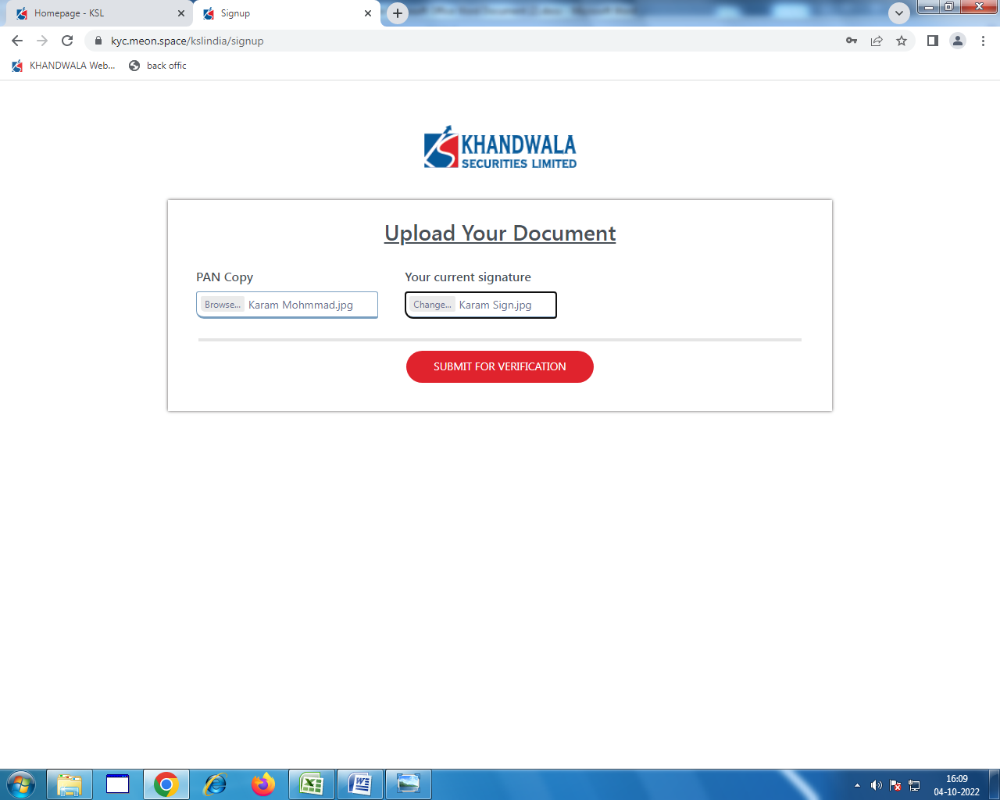 Homepage - KSL
Signup
kyc.meon.space/kslindia/signup
KHANDWALA Web...
back offic
KHANDWALA
SECURITIES LIMITED
Upload Your Document
PAN Copy
Your current signature
Browse... Karam Mohmmad.jpg
Change... Karam Sign.jpg
SUBMIT FOR VERIFICATION
16:09
04-10-2022